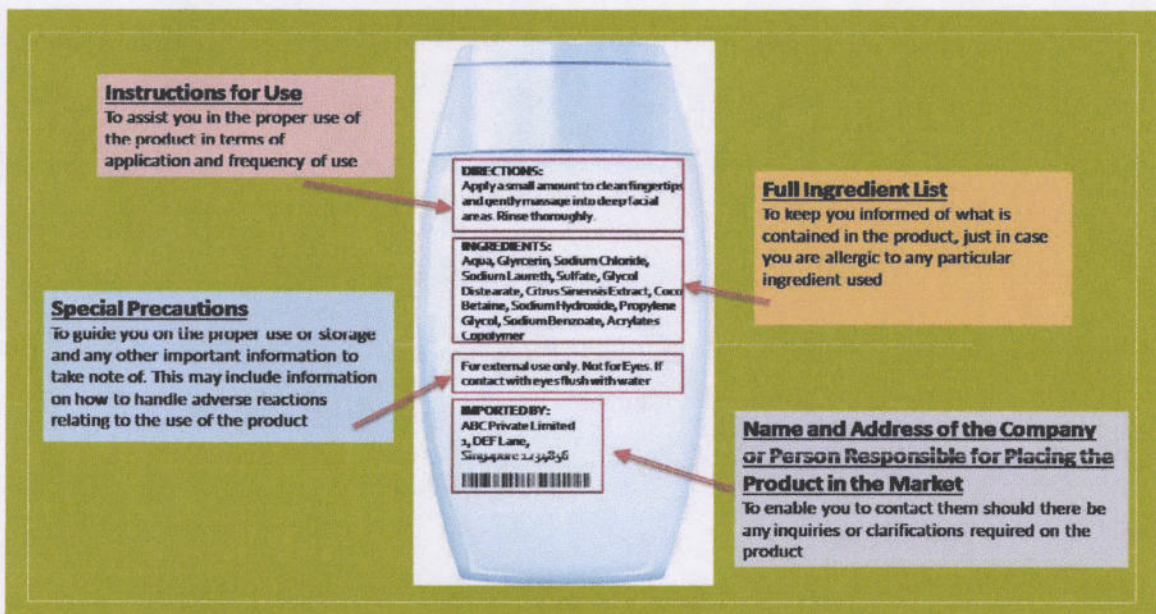 Instructions for Use
To assist you in the proper use of
the product in terms of
application and frequency of use
DIRECTIONS:
Apply a small amount to clean fingertips
and gently massage into deep facial
areas. Rinse thoroughly.
Full Ingredient List
To keep you informed of what is
contained in the product, just in case
you are allergic to any particular
ingredient used
INGREDIENTS:
Aqua, Glyrcerin, Sodium Chloride,
Sodium Laureth, Sulfate, Glycol
Distearate, Citrus Sinensis Extract, Coco
Betaine, Sodium Hydroxide, Propylene
Glycol, Sodium Benzoate, Acrylates
Copolymer
Special Precautions
To guide you on the proper use or storage
and any other important information to
take note of. This may include information
on how to handle adverse reactions
relating to the use of the product
For external use only. Not for Eyes. If
contact with eyes flush with water
IMPORTED BY:
ABC Private Limited
1, DEF Lane,
Singapore
Name and Address of the Company
or Person Responsible for Placing the
Product in the Market
To enable you to contact them should there be
any inquiries or clarifications required on the
product